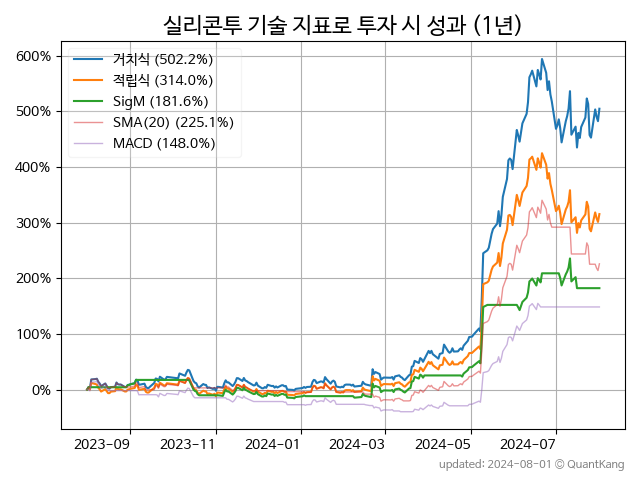 실리콘투 기술 지표로 투자 시 성과 (1년)
거치식 (502.2%)
적립식 (314.0%)
SigM (181.6%)
SMA(20) (225.1%)
MACD (148.0%)
600%
500%
400%
300%
200%
100%
0%
2023-09 2023-11 2024-01 2024-03 2024-05 2024-07
updated: 2024-08-01 © QuantKang